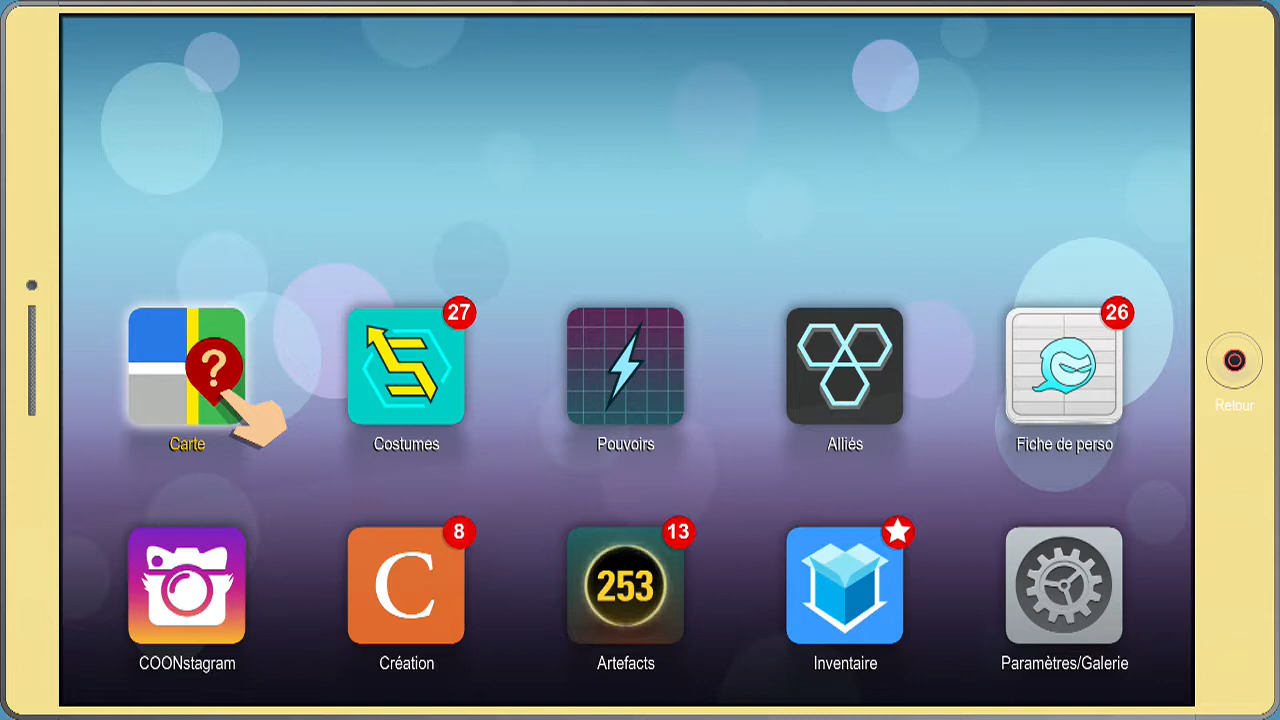 ?
27
26
Carte
Costumes
Pouvoirs
Alliés
Fiche de perso
Retour
8
13
C
253
COONstagram
Création
Artefacts
Inventaire
Paramètres/Galerie